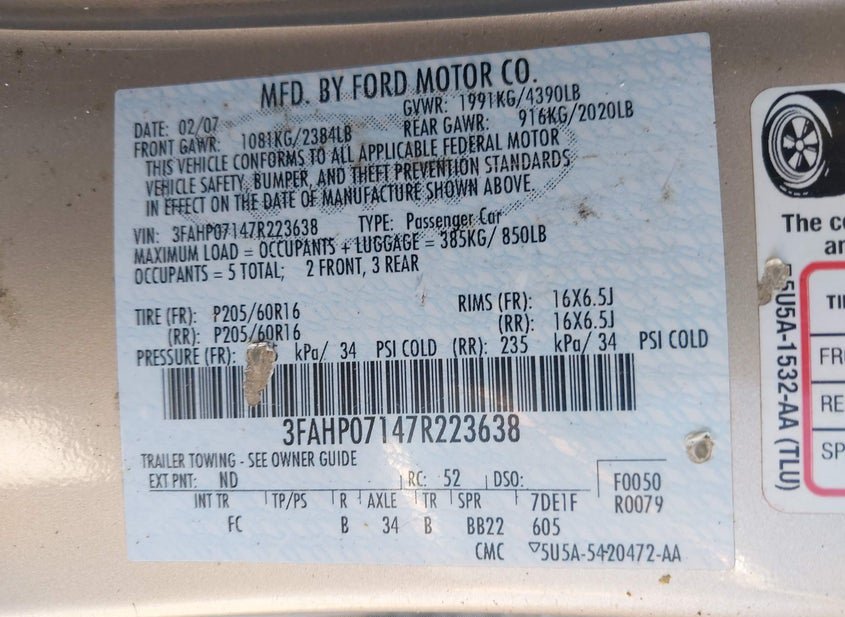 MFD. BY FORD MOTOR CO.
DATE: 02/07 GVWR: 1991KG/4390LB
FRONT GAWR: 1081KG/2384LB REAR GAWR: 916KG/2020LB
THIS VEHICLE CONFORMS TO ALL APPLICABLE FEDERAL MOTOR
VEHICLE SAFETY, BUMPER, AND THEFT PREVENTION STANDARDS
IN EFFECT ON THE DATE OF MANUFACTURE SHOWN ABOVE.
VIN: 3FAHP07147R223638 TYPE: Passenger Car
MAXIMUM LOAD = OCCUPANTS + LUGGAGE = 385KG/ 850LB
OCCUPANTS = 5 TOTAL; 2 FRONT, 3 REAR
TIRE (FR): P205/60R16 RIMS (FR): 16X6.5J
(RR): P205/60R16 (RR): 16X6.5J
PRESSURE (FR): kPa/ 34 PSI COLD (RR): 235 kPa/ 34 PSI COLD
3FAHP07147R223638
TRAILER TOWING - SEE OWNER GUIDE
EXT PNT: ND RC: 52 DSO: F0050
R0079
INT TR TP/PS R AXLE TR SPR 7DE1F
FC B 34 B BB22 605
CMC ▽5U5A-5420472-AA
The
5U5A-1532-AA (TLU)